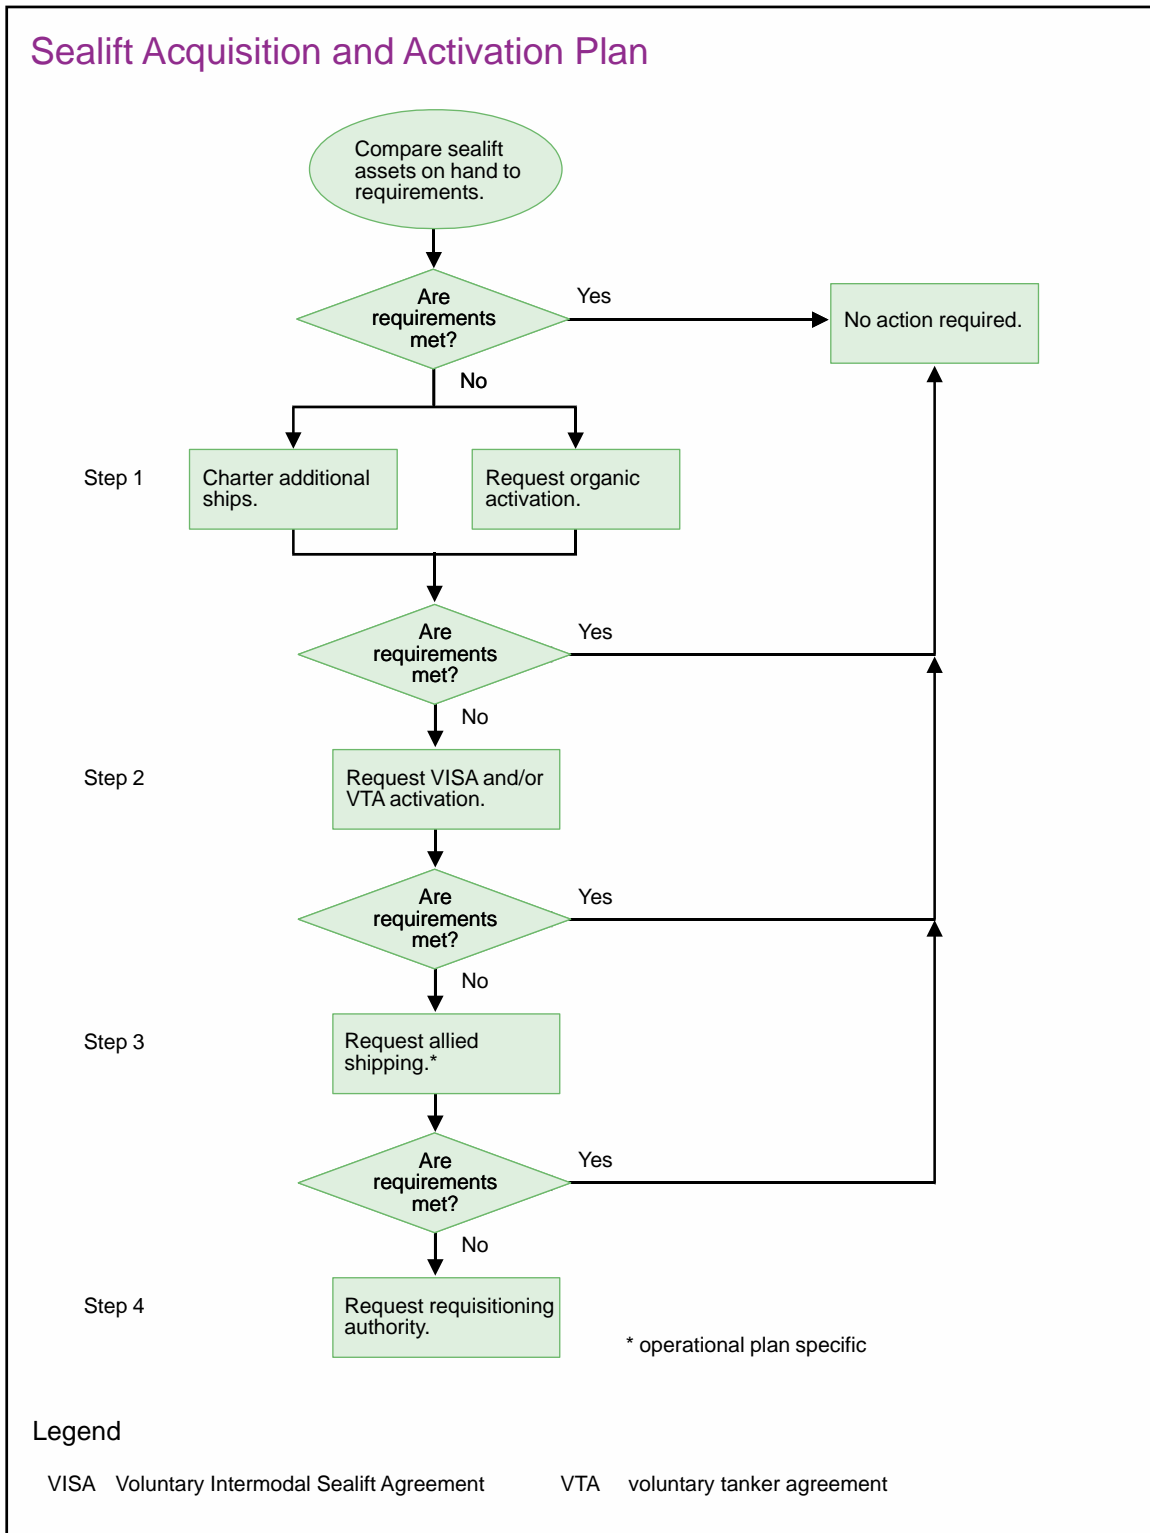 Sealift Acquisition and Activation Plan
Compare sealift
assets on hand to
requirements.
Are
requirements
met?
Yes
No action required.
No
Step 1
Charter additional
ships.
Request organic
activation.
Are
requirements
met?
Yes
No
Step 2
Request VISA and/or
VTA activation.
Are
requirements
met?
Yes
No
Step 3
Request allied
shipping.*
Are
requirements
met?
Yes
No
Step 4
Request requisitioning
authority.
* operational plan specific
Legend
VISA Voluntary Intermodal Sealift Agreement VTA voluntary tanker agreement